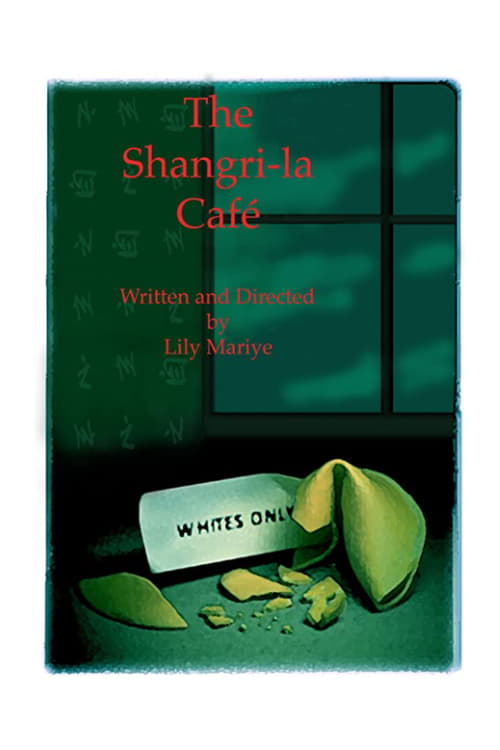 The
Shangri-la
Café
Written and Directed
by
Lily Mariye
WHITES ONLY